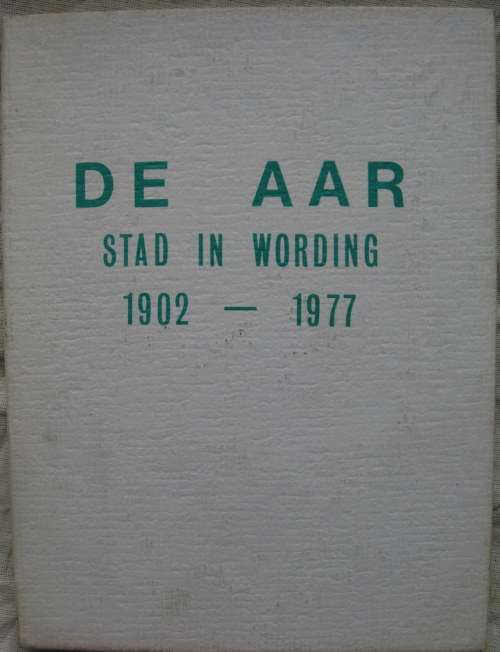 DE AAR
STAD IN WORDING
1902 — 1977